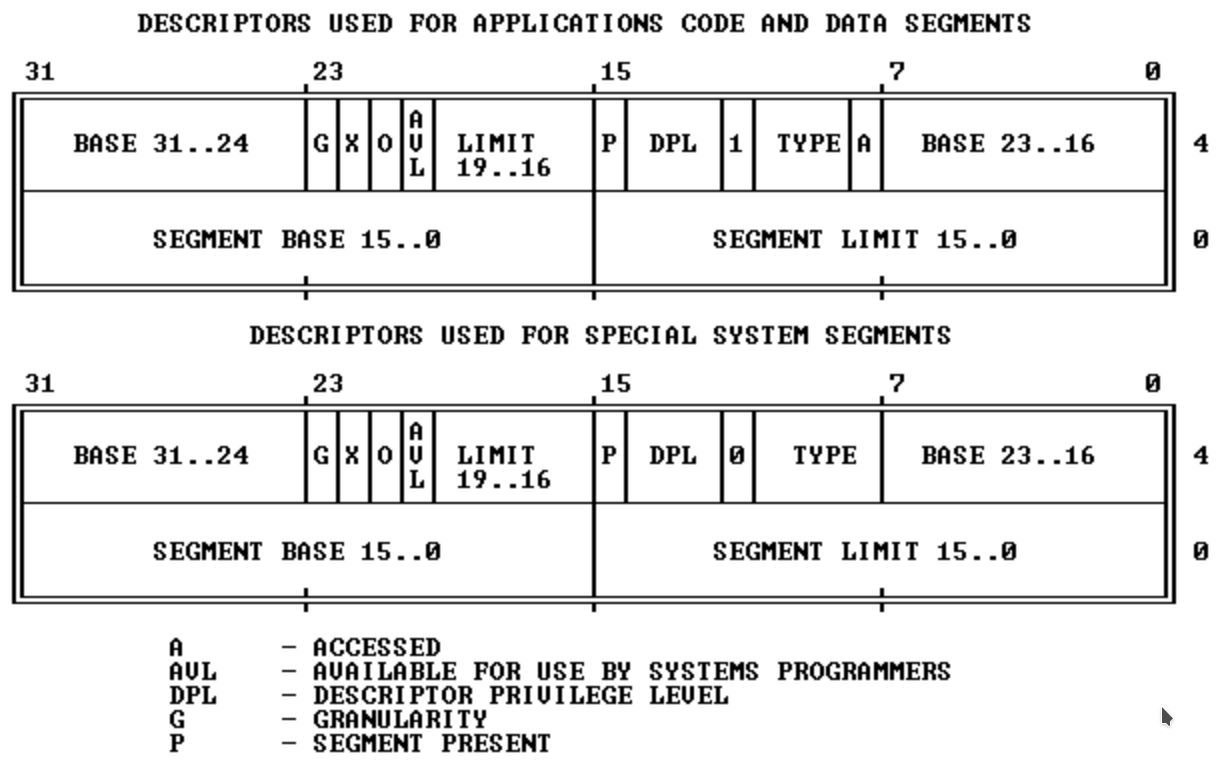 DESCRIPTORS USED FOR APPLICATIONS CODE AND DATA SEGMENTS
31 23 15 7 0
BASE 31..24 G X O AVL LIMIT 19..16 P DPL 1 TYPE A BASE 23..16 4
SEGMENT BASE 15..0 SEGMENT LIMIT 15..0 0
DESCRIPTORS USED FOR SPECIAL SYSTEM SEGMENTS
31 23 15 7 0
BASE 31..24 G X O AVL LIMIT 19..16 P DPL 0 TYPE BASE 23..16 4
SEGMENT BASE 15..0 SEGMENT LIMIT 15..0 0
A - ACCESSED
AVL - AVAILABLE FOR USE BY SYSTEMS PROGRAMMERS
DPL - DESCRIPTOR PRIVILEGE LEVEL
G - GRANULARITY
P - SEGMENT PRESENT